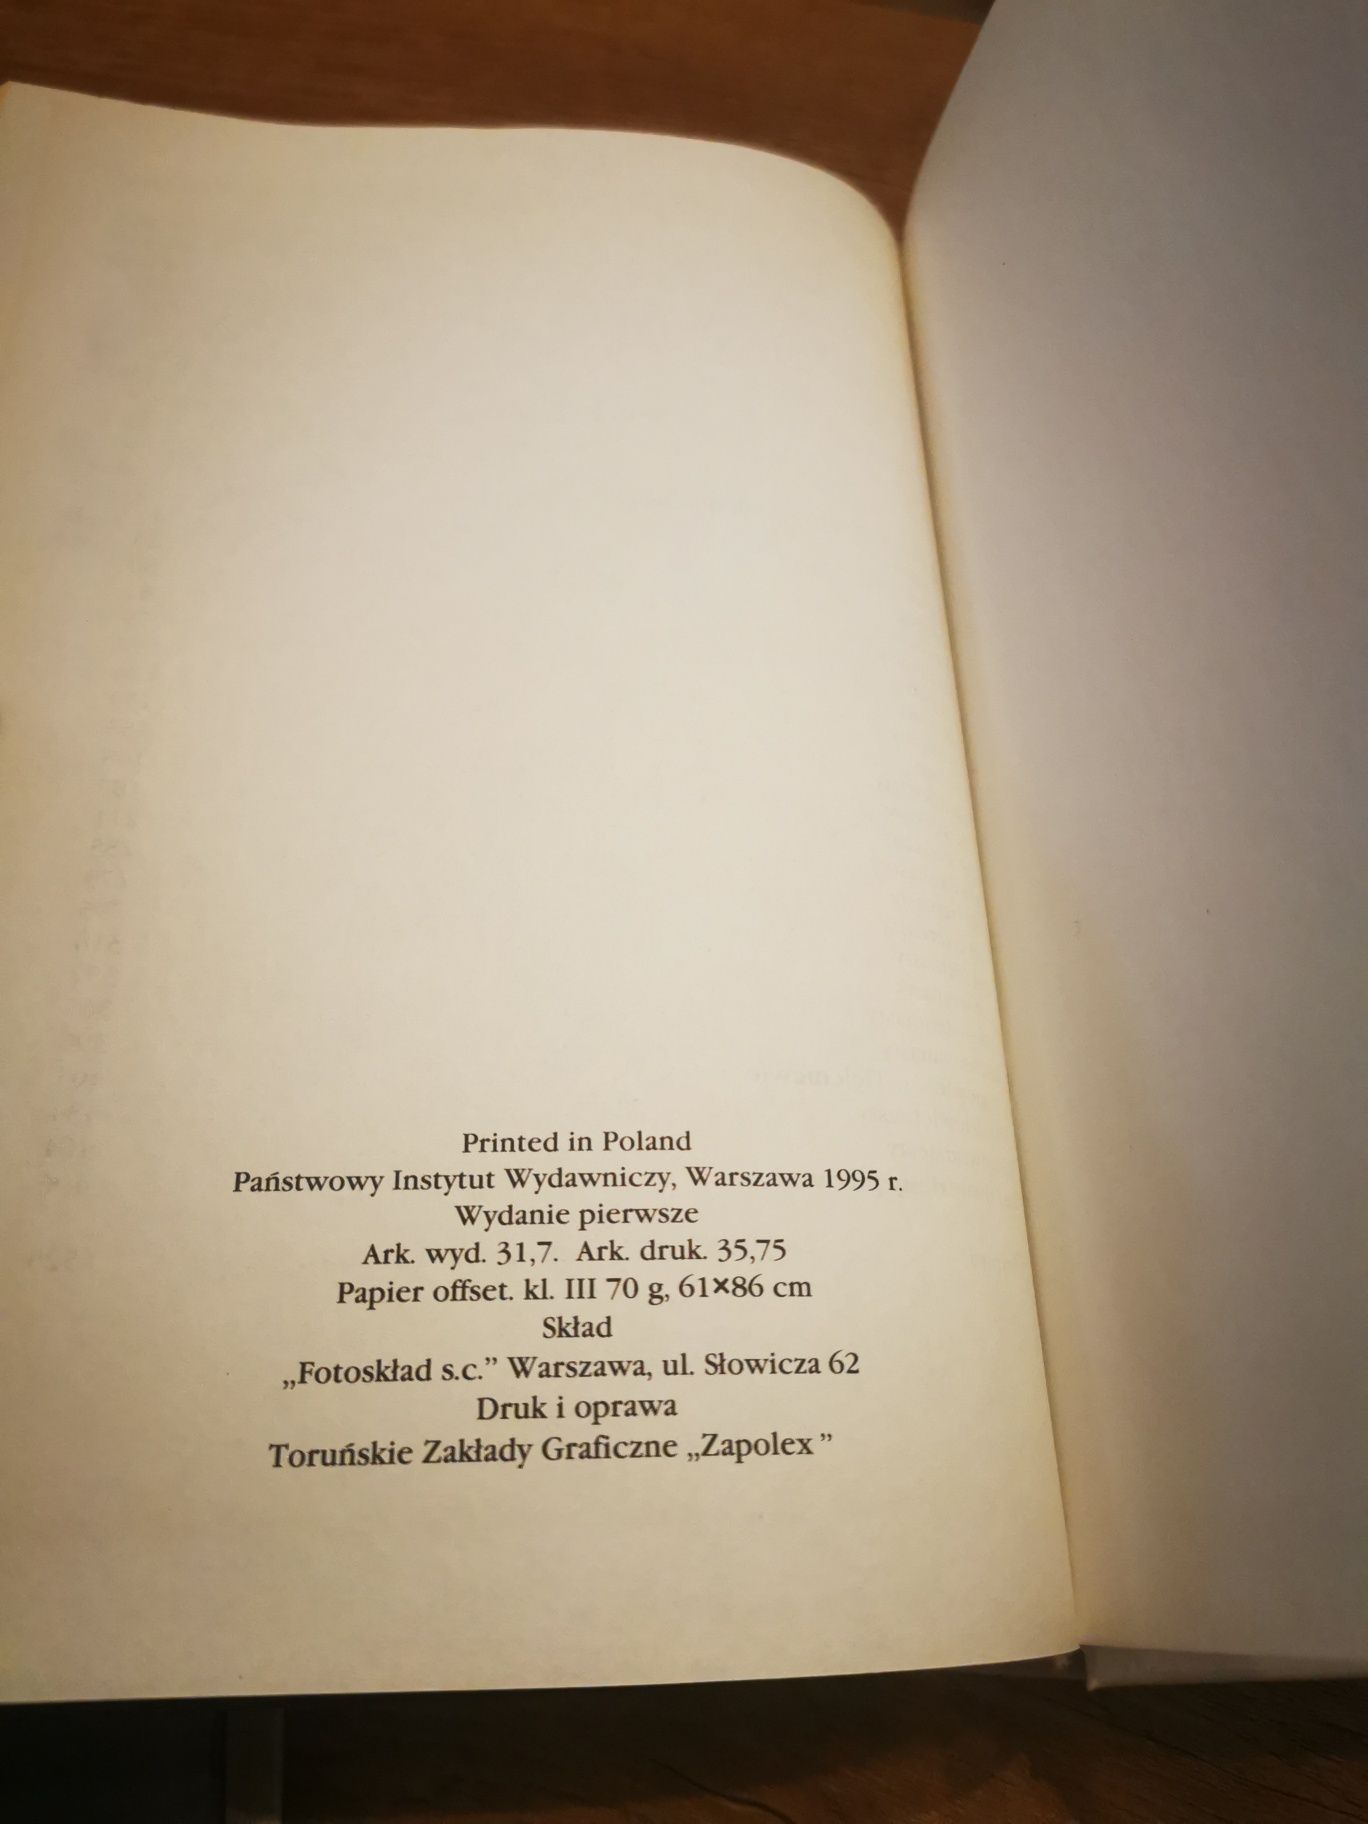 Printed in Poland
Państwowy Instytut Wydawniczy, Warszawa 1995 r.
Wydanie pierwsze
Ark. wyd. 31,7. Ark. druk. 35,75
Papier offset. kl. III 70 g, 61×86 cm
Skład
„Fotoskład s.c.” Warszawa, ul. Słowicza 62
Druk i oprawa
Toruńskie Zakłady Graficzne „Zapolex”